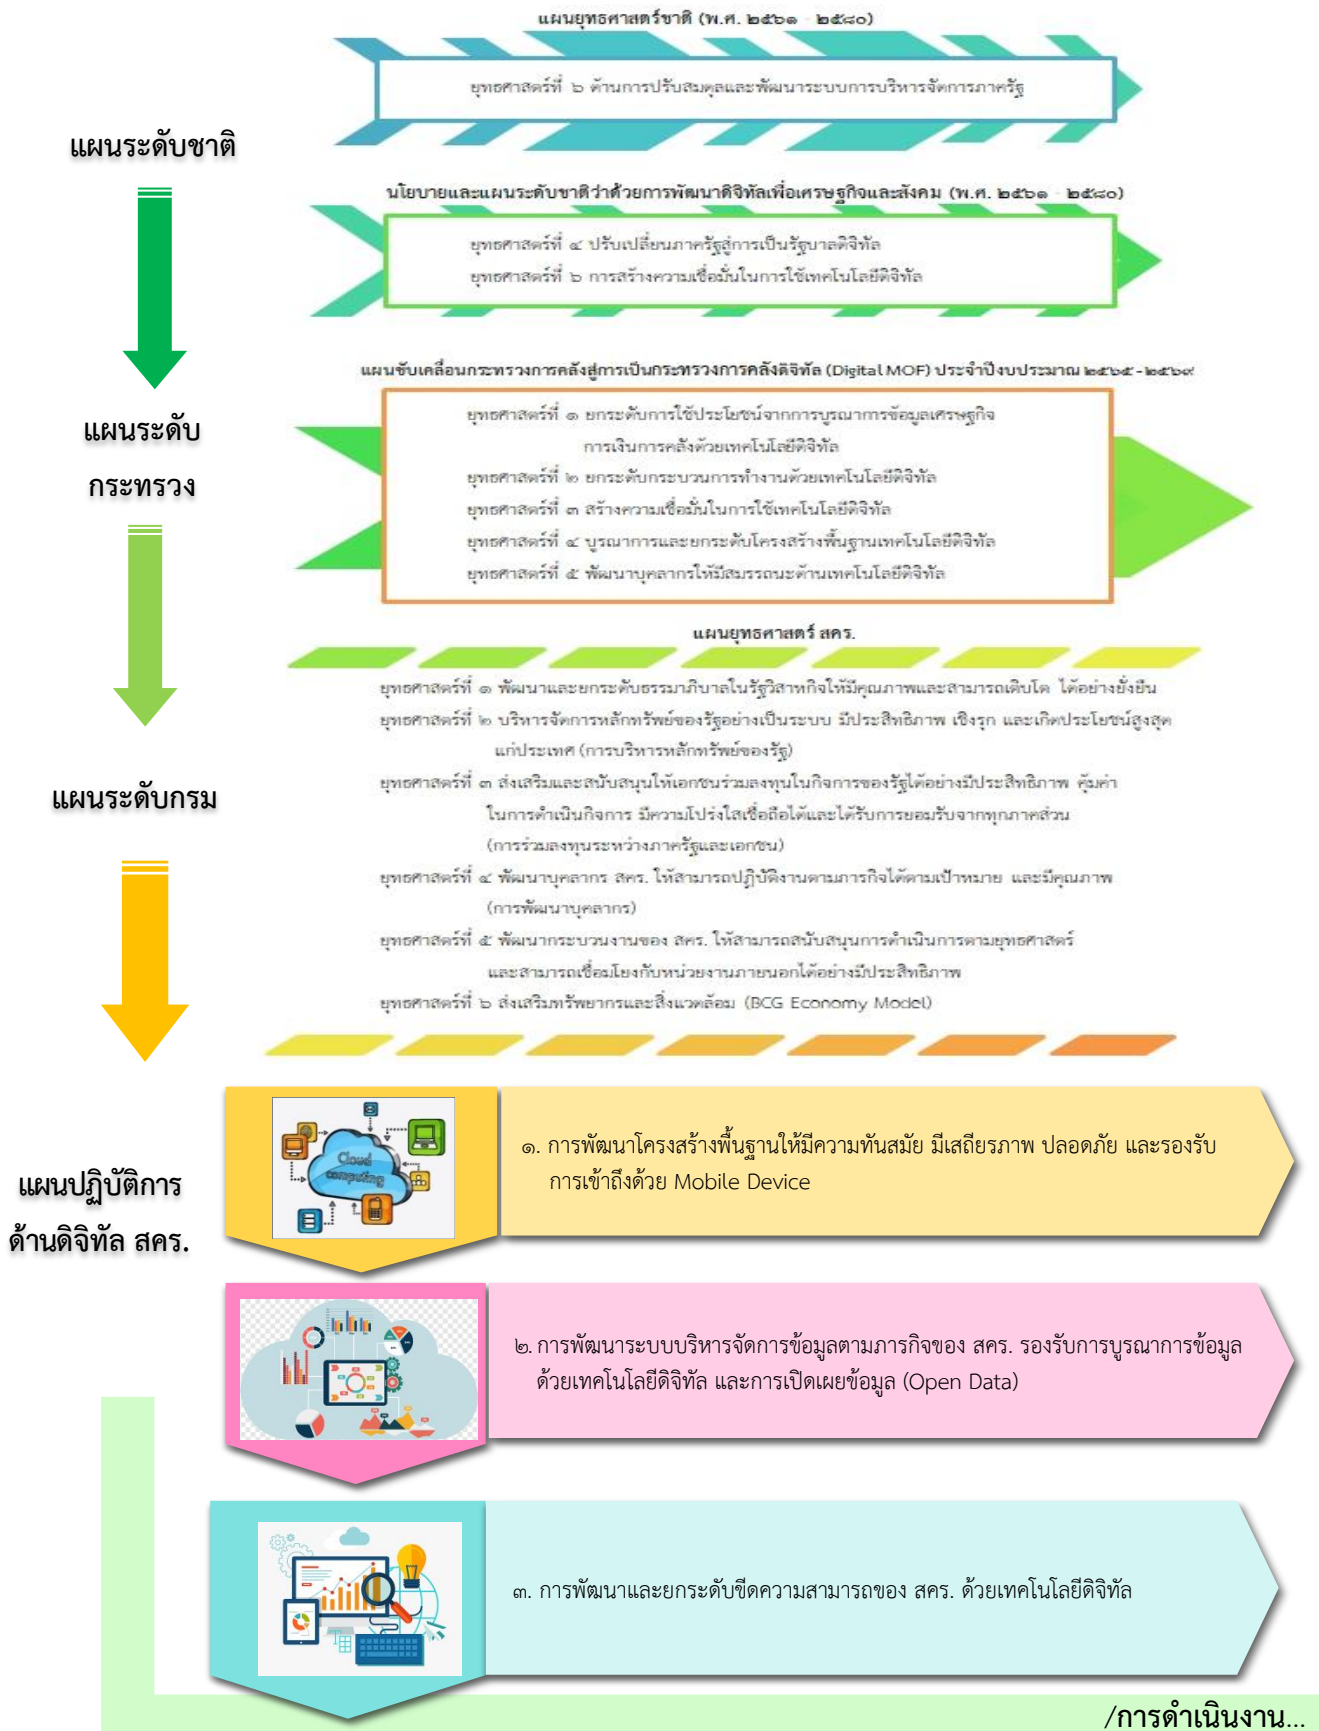 แผนยุทธศาสตร์ชาติ (พ.ศ. ๒๕๖๑ - ๒๕๘๐)
ยุทธศาสตร์ที่ ๖ ด้านการปรับสมดุลและพัฒนาระบบการบริหารจัดการภาครัฐ
แผนระดับชาติ
นโยบายและแผนระดับชาติว่าด้วยการพัฒนาดิจิทัลเพื่อเศรษฐกิจและสังคม (พ.ศ. ๒๕๖๑ - ๒๕๘๐)
ยุทธศาสตร์ที่ ๔ ปรับเปลี่ยนภาครัฐสู่การเป็นรัฐบาลดิจิทัล
ยุทธศาสตร์ที่ ๖ การสร้างความเชื่อมั่นในการใช้เทคโนโลยีดิจิทัล
แผนขับเคลื่อนกระทรวงการคลังสู่การเป็นกระทรวงการคลังดิจิทัล (Digital MOF) ประจำปีงบประมาณ ๒๕๖๕ - ๒๕๖๙
แผนระดับ
กระทรวง
ยุทธศาสตร์ที่ ๑ ยกระดับการใช้ประโยชน์จากการบูรณาการข้อมูลเศรษฐกิจ
การเงินการคลังด้วยเทคโนโลยีดิจิทัล
ยุทธศาสตร์ที่ ๒ ยกระดับกระบวนการทำงานด้วยเทคโนโลยีดิจิทัล
ยุทธศาสตร์ที่ ๓ สร้างความเชื่อมั่นในการใช้เทคโนโลยีดิจิทัล
ยุทธศาสตร์ที่ ๔ บูรณาการและยกระดับโครงสร้างพื้นฐานเทคโนโลยีดิจิทัล
ยุทธศาสตร์ที่ ๕ พัฒนาบุคลากรให้มีสมรรถนะด้านเทคโนโลยีดิจิทัล
แผนยุทธศาสตร์ สคร.
แผนระดับกรม
ยุทธศาสตร์ที่ ๑ พัฒนาและยกระดับธรรมาภิบาลในรัฐวิสาหกิจให้มีคุณภาพและสามารถเติบโต ได้อย่างยั่งยืน
ยุทธศาสตร์ที่ ๒ บริหารจัดการหลักทรัพย์ของรัฐอย่างเป็นระบบ มีประสิทธิภาพ เชิงรุก และเกิดประโยชน์สูงสุด
แก่ประเทศ (การบริหารหลักทรัพย์ของรัฐ)
ยุทธศาสตร์ที่ ๓ ส่งเสริมและสนับสนุนให้เอกชนร่วมลงทุนในกิจการของรัฐได้อย่างมีประสิทธิภาพ คุ้มค่า
ในการดำเนินกิจการ มีความโปร่งใสเชื่อถือได้และได้รับการยอมรับจากทุกภาคส่วน
(การร่วมลงทุนระหว่างภาครัฐและเอกชน)
ยุทธศาสตร์ที่ ๔ พัฒนาบุคลากร สคร. ให้สามารถปฏิบัติงานตามภารกิจได้ตามเป้าหมาย และมีคุณภาพ
(การพัฒนาบุคลากร)
ยุทธศาสตร์ที่ ๕ พัฒนากระบวนงานของ สคร. ให้สามารถสนับสนุนการดำเนินการตามยุทธศาสตร์
และสามารถเชื่อมโยงกับหน่วยงานภายนอกได้อย่างมีประสิทธิภาพ
ยุทธศาสตร์ที่ ๖ ส่งเสริมทรัพยากรและสิ่งแวดล้อม (BCG Economy Model)
แผนปฏิบัติการ
ด้านดิจิทัล สคร.
Cloud
computing
๑. การพัฒนาโครงสร้างพื้นฐานให้มีความทันสมัย มีเสถียรภาพ ปลอดภัย และรองรับ
การเข้าถึงด้วย Mobile Device
๒. การพัฒนาระบบบริหารจัดการข้อมูลตามภารกิจของ สคร. รองรับการบูรณาการข้อมูล
ด้วยเทคโนโลยีดิจิทัล และการเปิดเผยข้อมูล (Open Data)
๓. การพัฒนาและยกระดับขีดความสามารถของ สคร. ด้วยเทคโนโลยีดิจิทัล
/การดำเนินงาน...